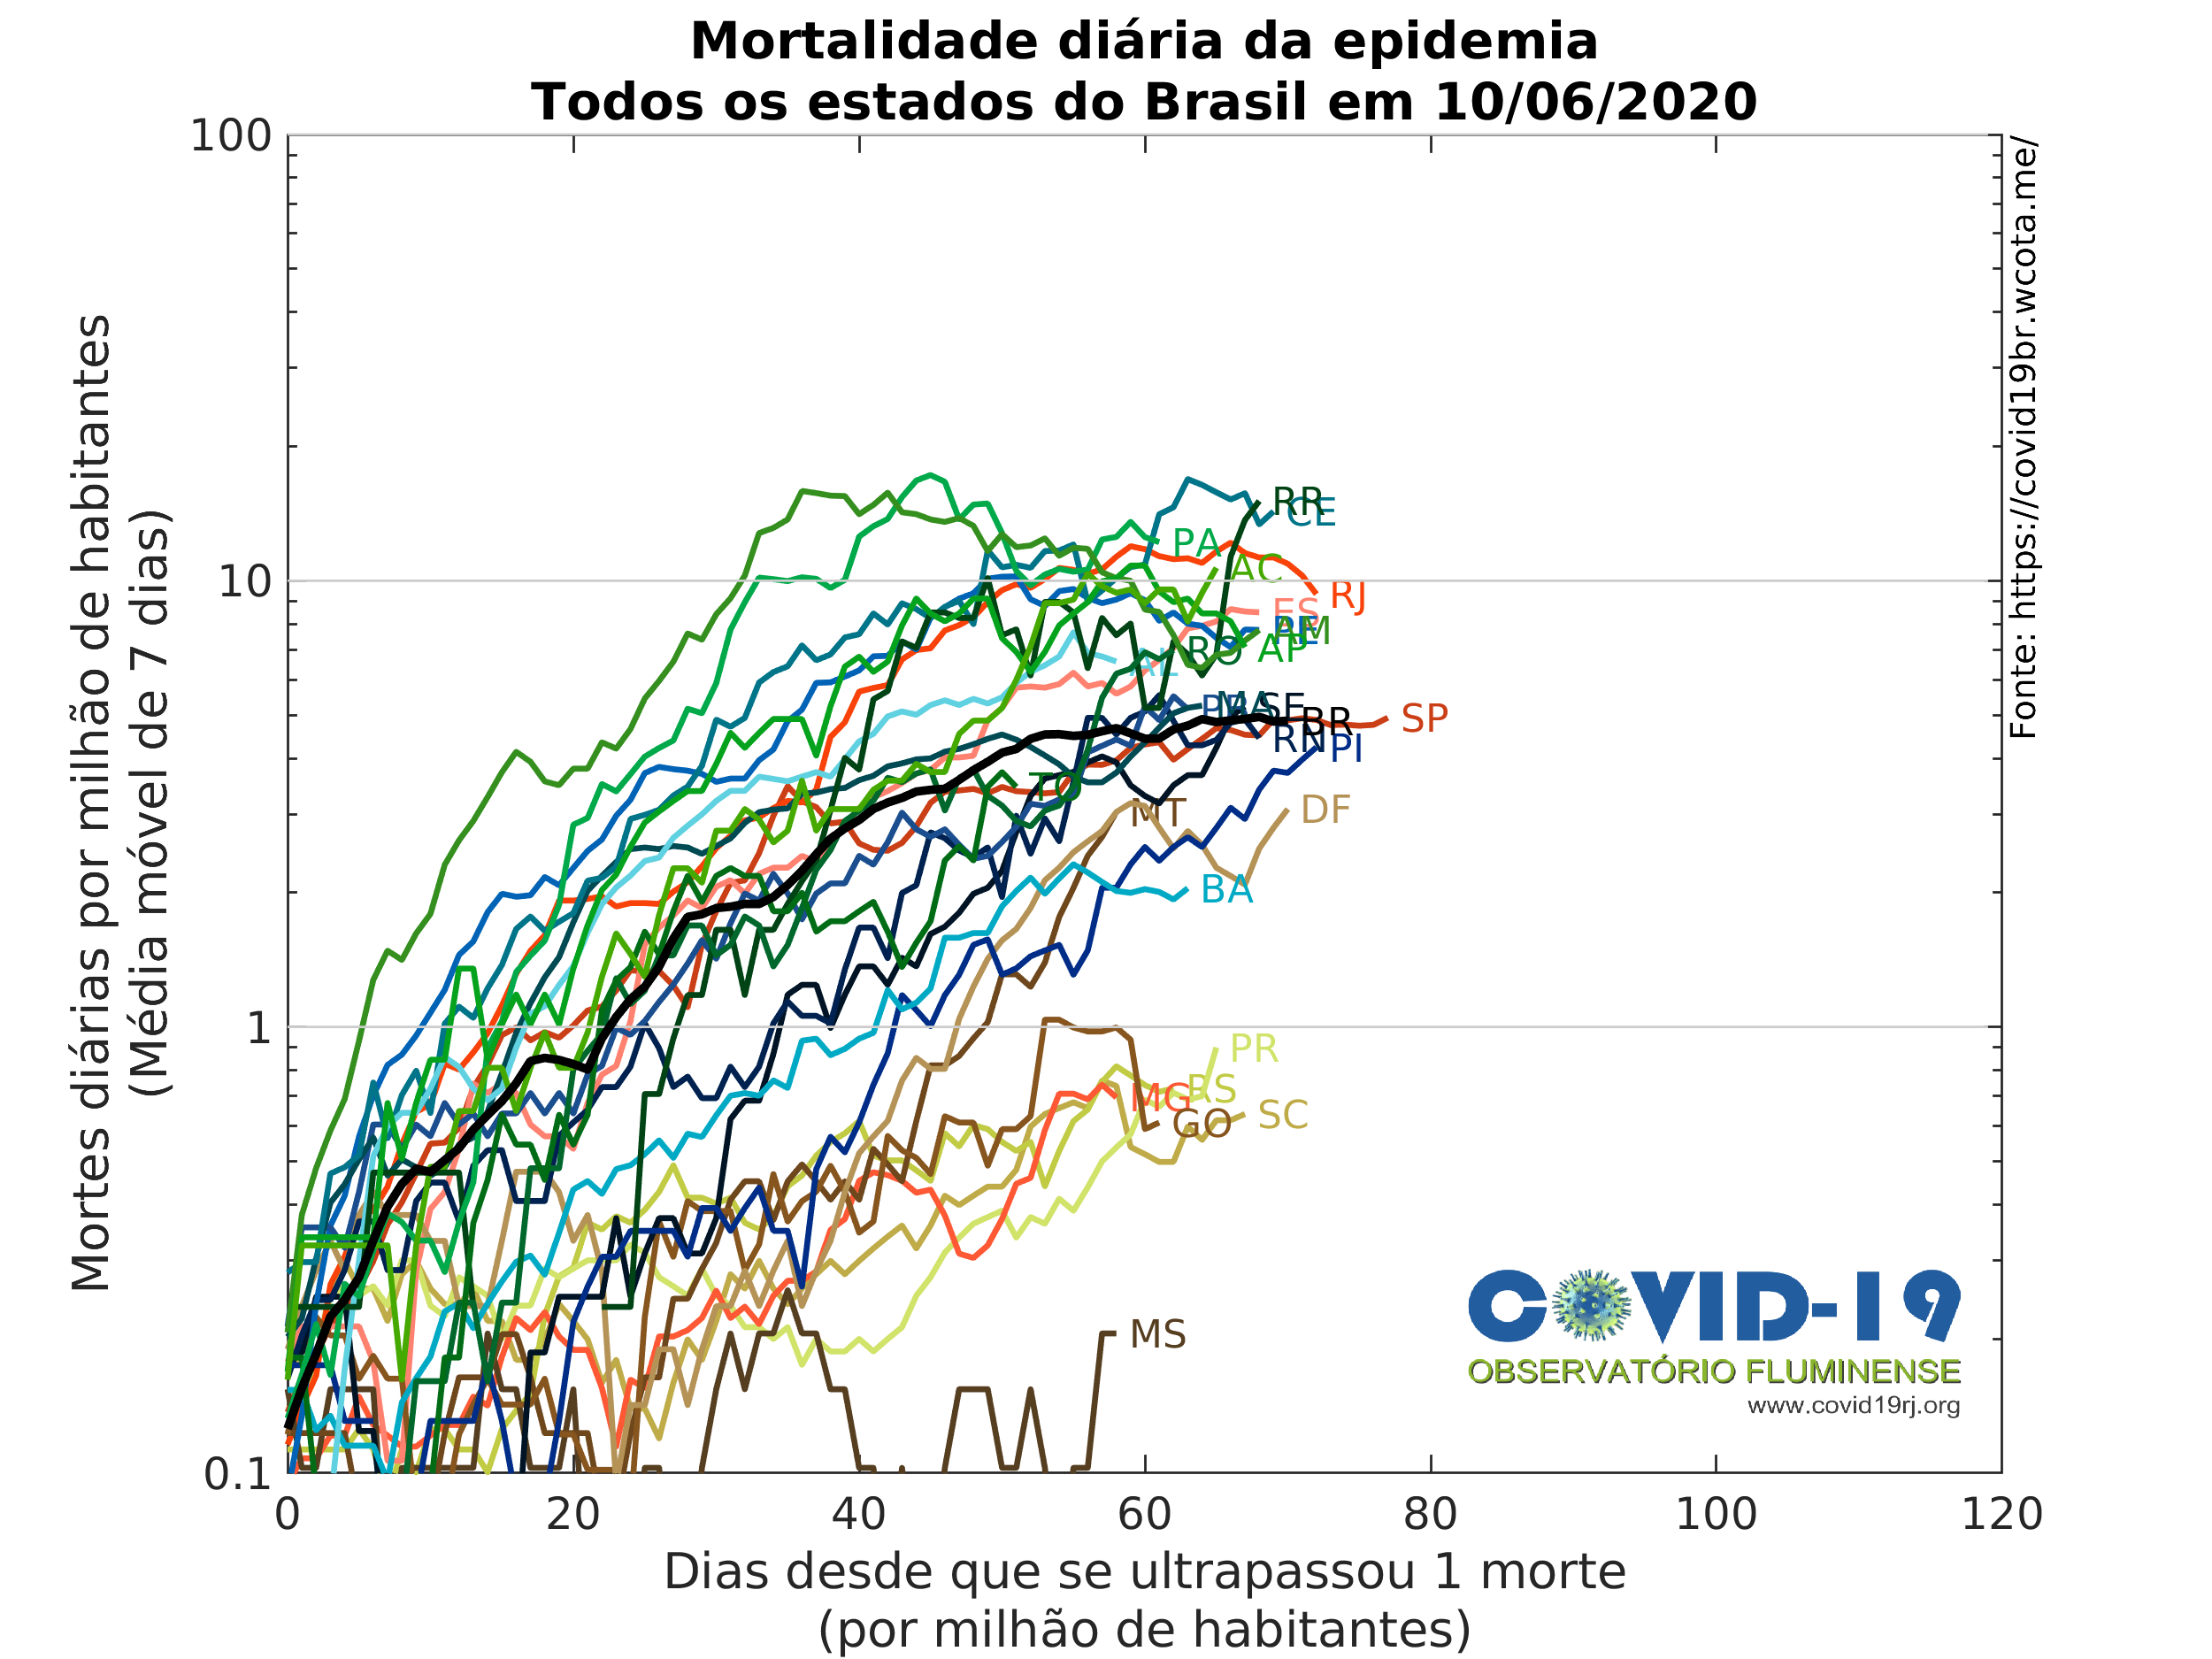 Mortalidade diária da epidemia
Todos os estados do Brasil em 10/06/2020
Mortes diárias por milhão de habitantes
(Média móvel de 7 dias)
100
10
1
0.1
RR
CE
PA
AC
RJ
ES
PE
AM
RO
AP
AL
PB
MA
SE
BR
SP
RN
PI
TO
MT
DF
BA
PR
RS
MG
SC
GO
MS
0
20
40
60
80
100
120
Dias desde que se ultrapassou 1 morte
(por milhão de habitantes)
Fonte: https://covid19br.wcota.me/
COVID-19
OBSERVATÓRIO FLUMINENSE
www.covid19rj.org